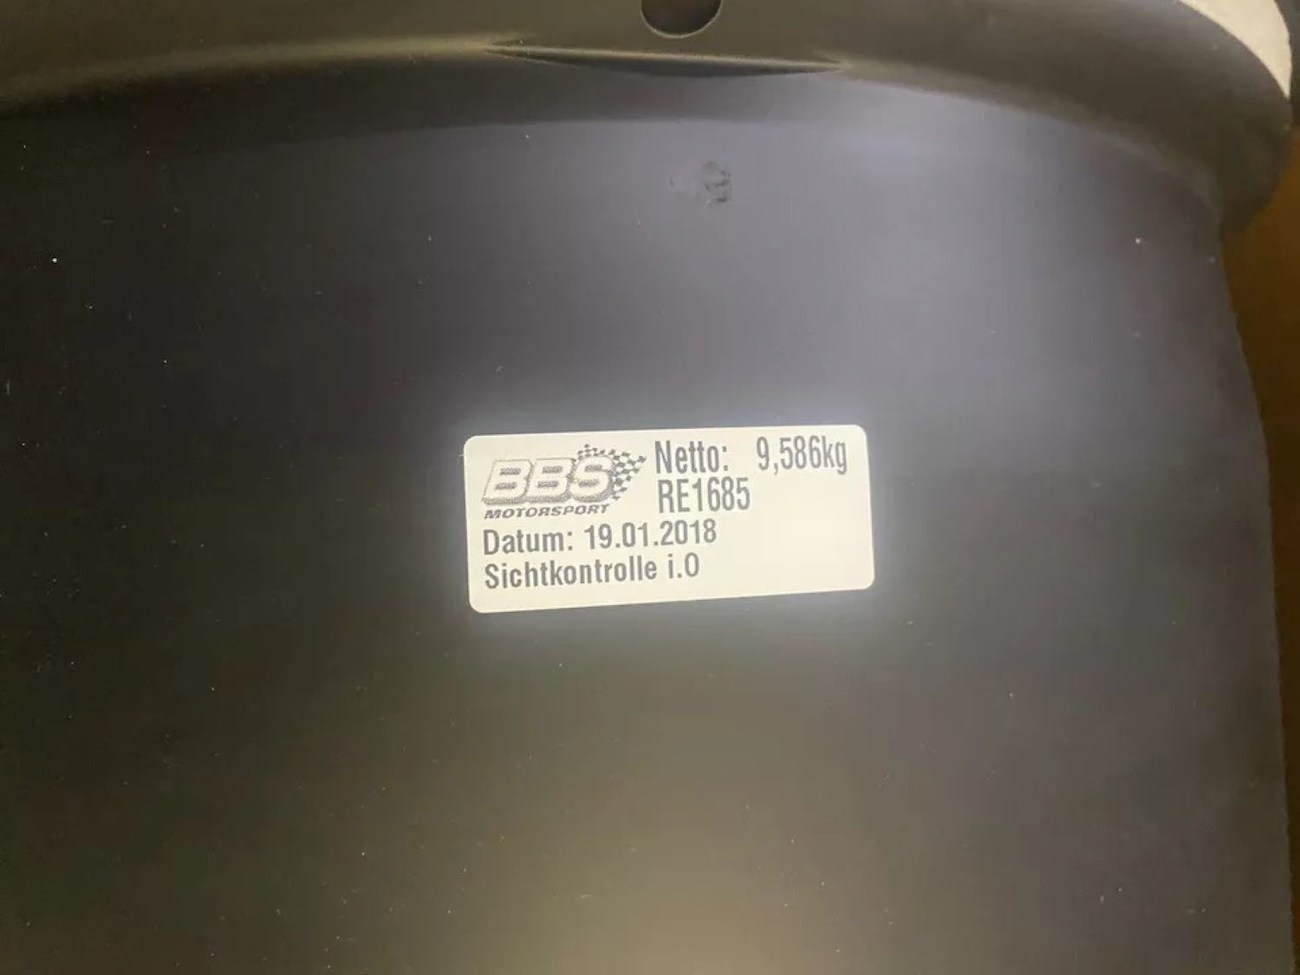 BBS Netto: 9,586kg
MOTORSPORT RE1685
Datum: 19.01.2018
Sichtkontrolle i.O